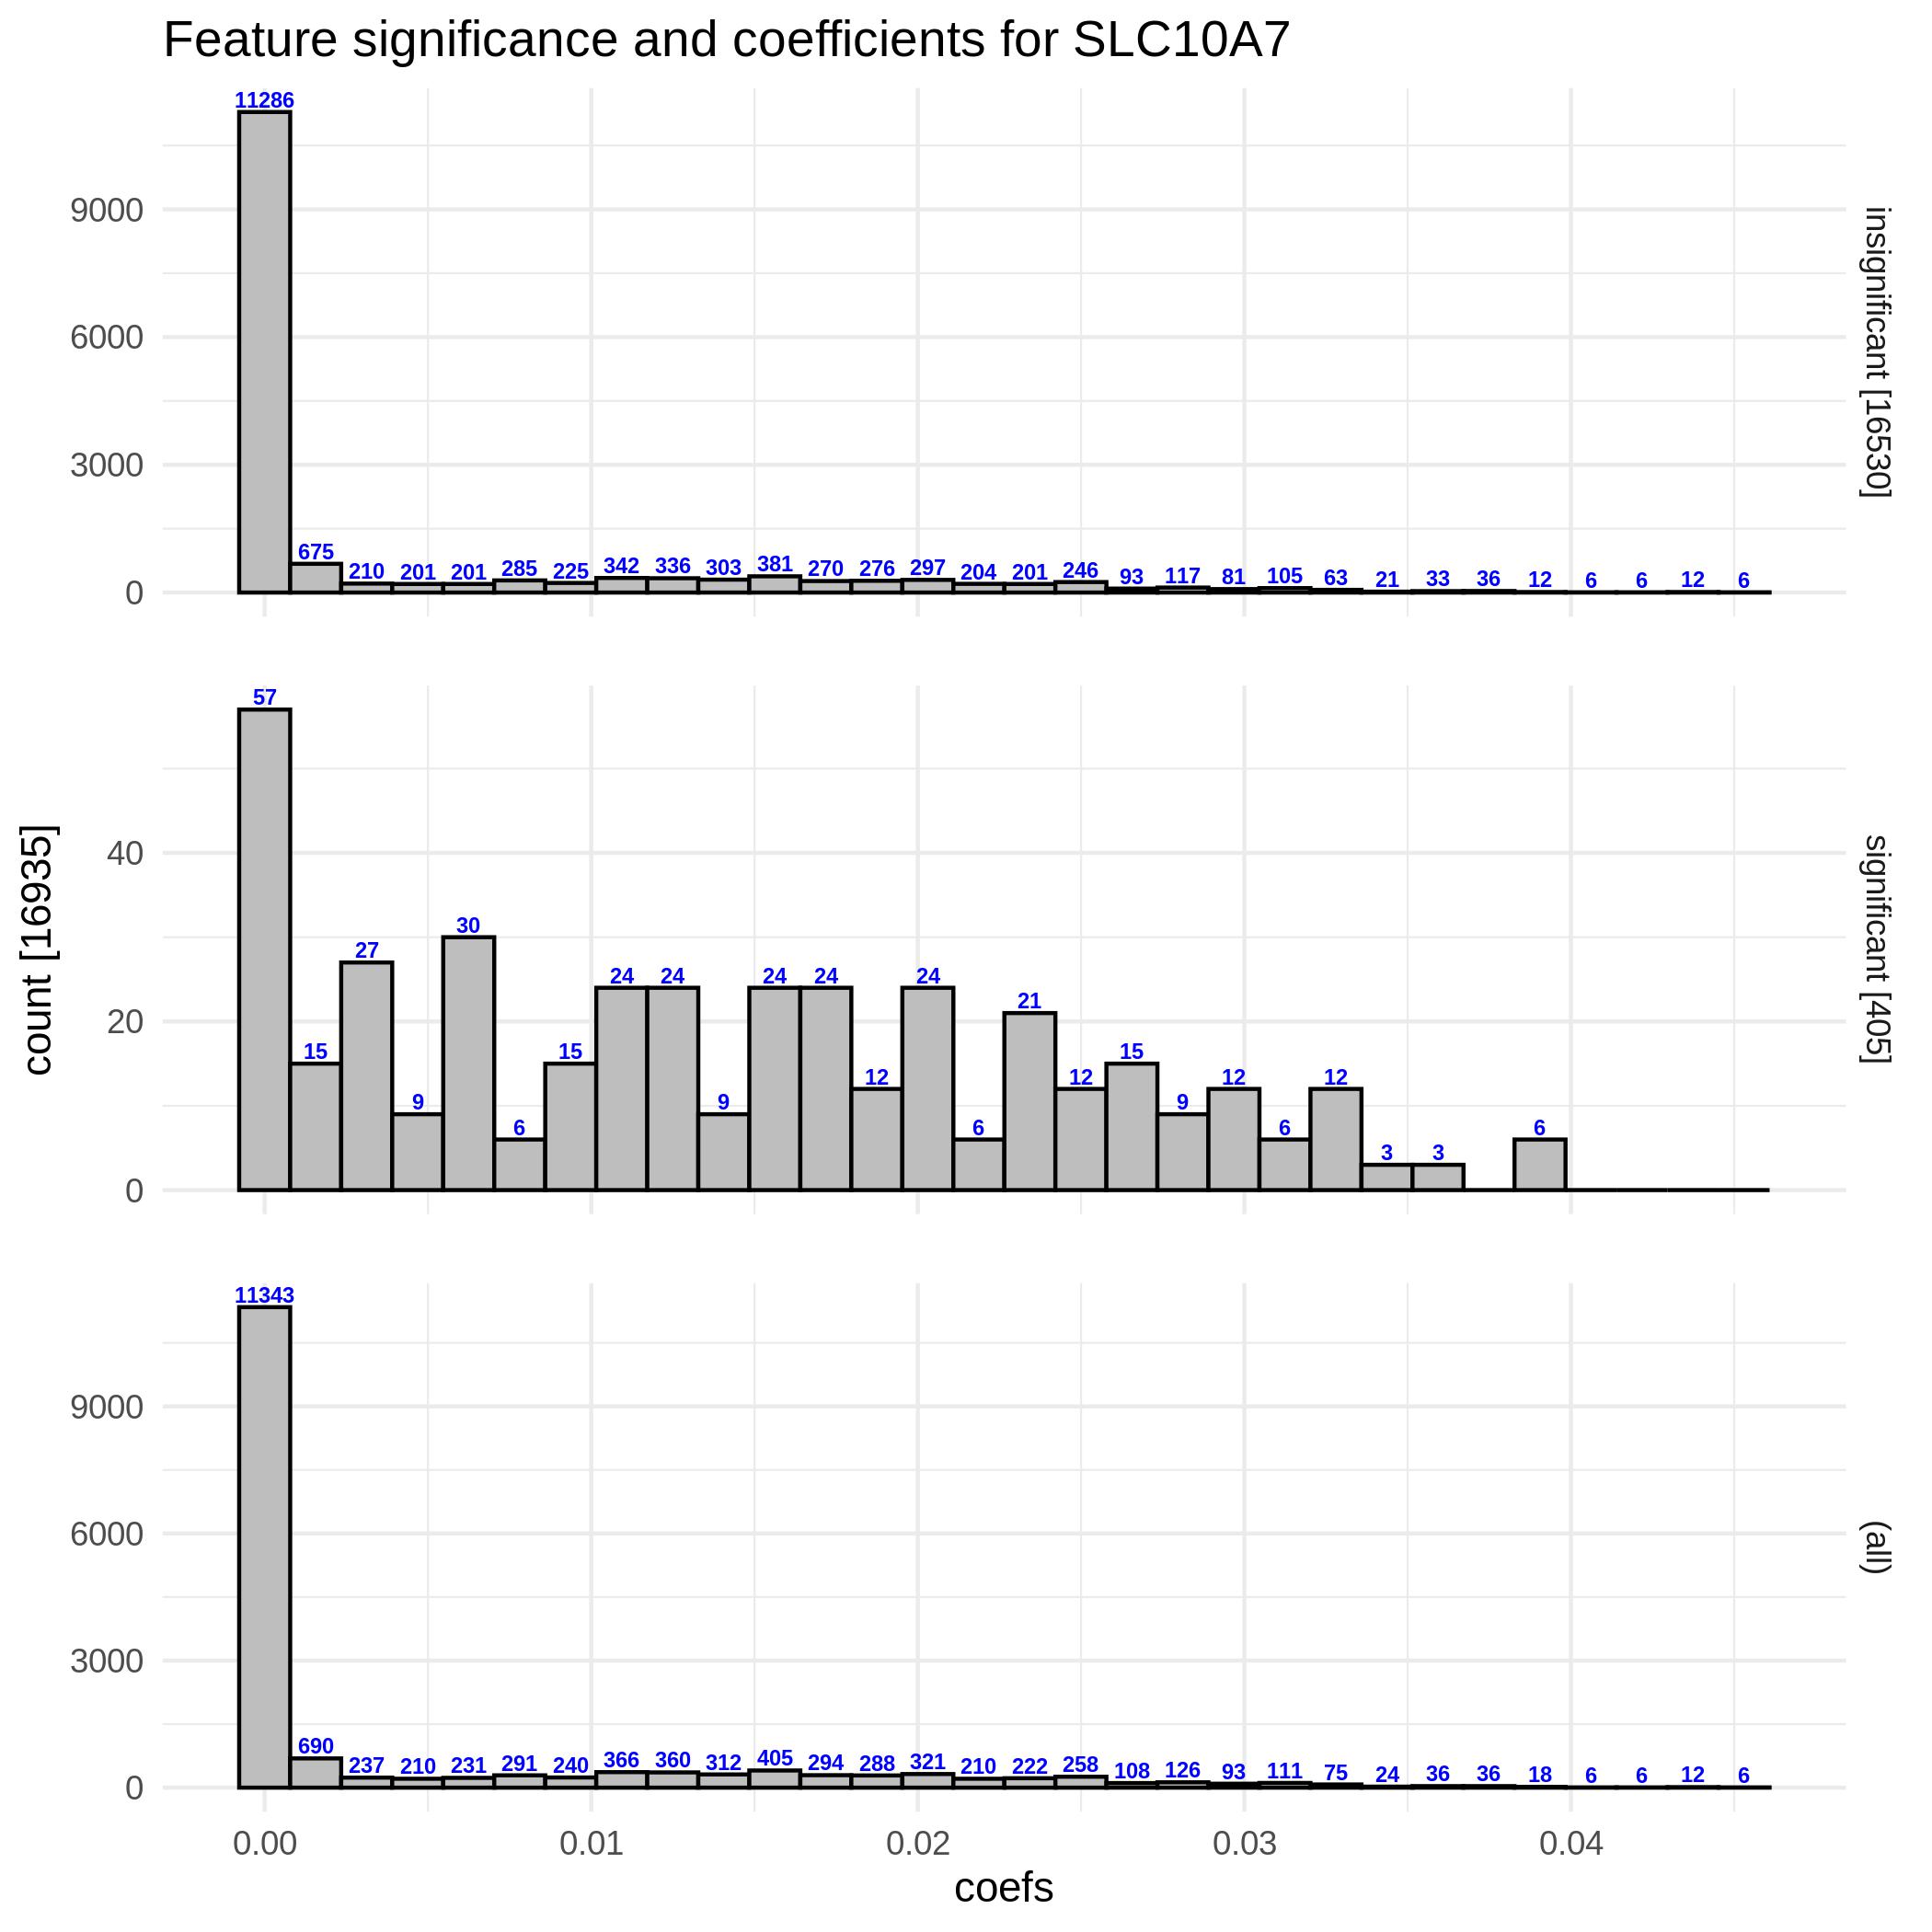 Feature significance and coefficients for SLC10A7
11286
9000
6000
3000
0
675 210 201 201 285 225 342 336 303 381 270 276 297 204 201 246 93 117 81 105 63 21 33 36 12 6 6 12 6
insignificant [16530]
count [16935]
57
40
20
0
15 27 9 30 6 15 24 24 9 24 24 12 24 6 21 12 15 9 12 6 12 3 3 6
significant [405]
11343
9000
6000
3000
0
690 237 210 231 291 240 366 360 312 405 294 288 321 210 222 258 108 126 93 111 75 24 36 36 18 6 6 12 6
(all)
0.00 0.01 0.02 0.03 0.04
coefs